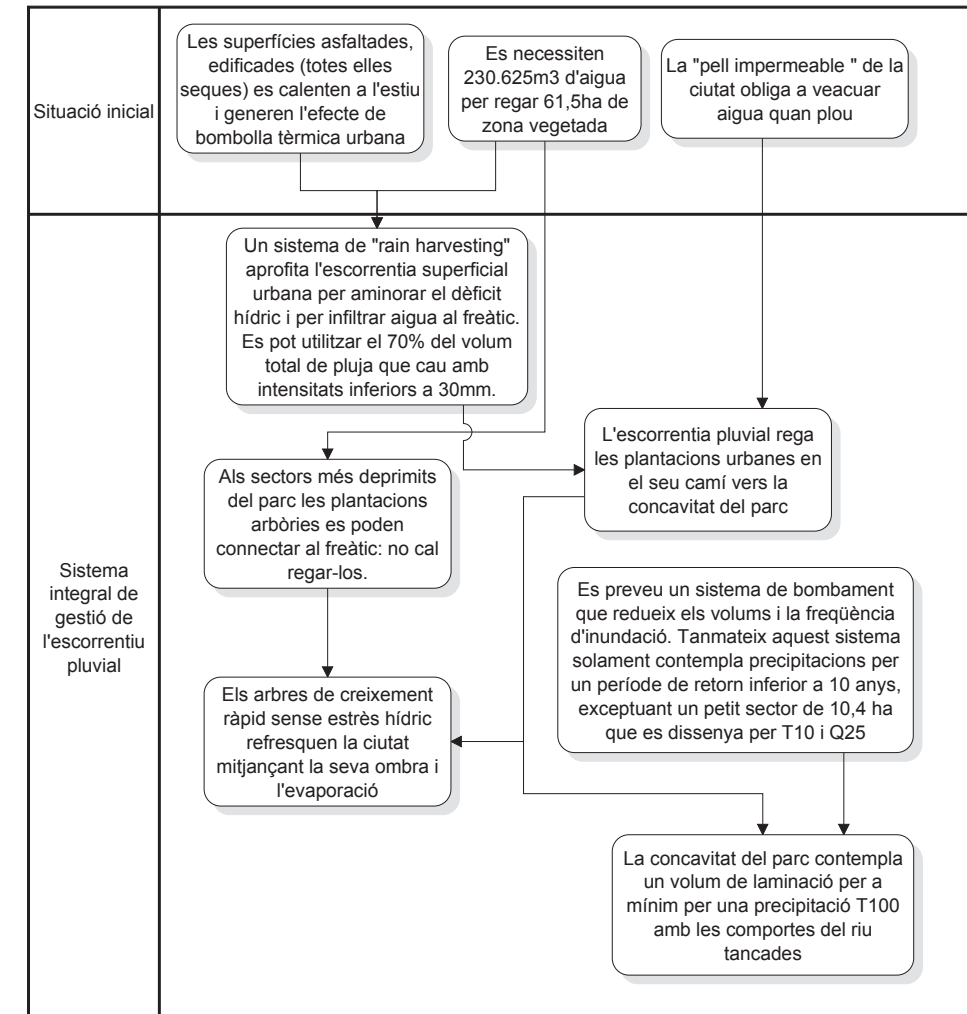 Situació inicial
Les superfícies asfaltades,
edificades (totes elles
seques) es calenten a l'estiu
i generen l'efecte de
bombolla tèrmica urbana
Es necessiten
230.625m3 d'aigua
per regar 61,5ha de
zona vegetada
La "pell impermeable " de la
ciutat obliga a veacuar
aigua quan plou
Sistema
integral de
gestió de
l'escorrentiu
pluvial
Un sistema de "rain harvesting"
aprofita l'escorrentia superficial
urbana per aminorar el dèficit
hídric i per infiltrar aigua al freàtic.
Es pot utilitzar el 70% del volum
total de pluja que cau amb
intensitats inferiors a 30mm.
L'escorrentia pluvial rega
les plantacions urbanes en
el seu camí vers la
concavitat del parc
Als sectors més deprimits
del parc les plantacions
arbòries es poden
connectar al freàtic: no cal
regar-los.
Es preveu un sistema de bombament
que redueix els volums i la freqüència
d'inundació. Tanmateix aquest sistema
solament contempla precipitacions per
un període de retorn inferior a 10 anys,
exceptuant un petit sector de 10,4 ha
que es dissenya per T10 i Q25
Els arbres de creixement
ràpid sense estrès hídric
refresquen la ciutat
mitjançant la seva ombra i
l'evaporació
La concavitat del parc contempla
un volum de laminació per a
mínim per una precipitació T100
amb les comportes del riu
tancades